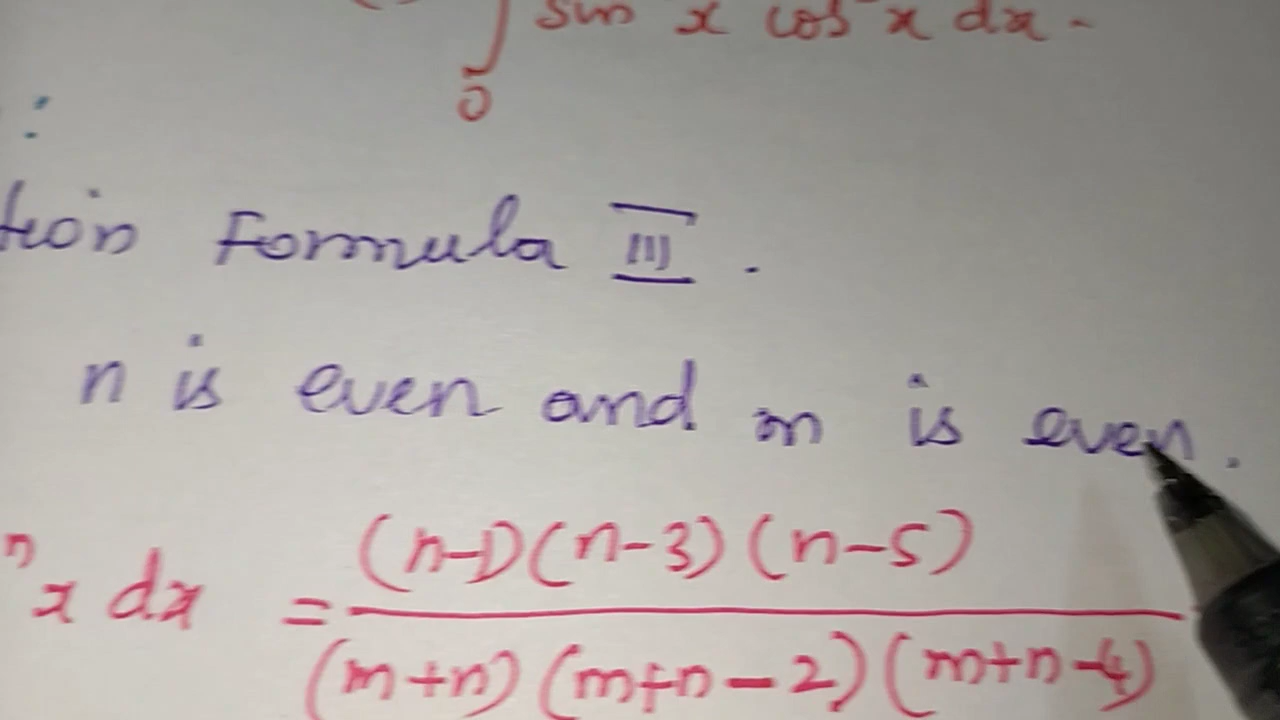 ∫ sin x cos x dx -
0
:
tion Formula III .
n is even and m is even.
n x dx = (n-1)(n-3)(n-5)
(m+n)(m+n-2)(m+n-4)